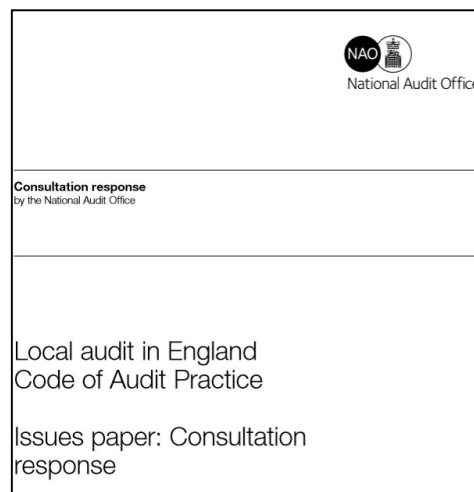 NAO
National Audit Office
Consultation response
by the National Audit Office
Local audit in England
Code of Audit Practice
Issues paper: Consultation
response